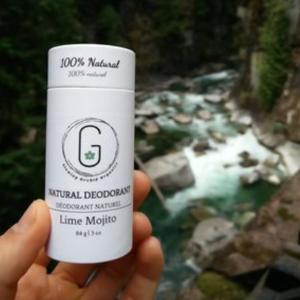 100% Natural
100% naturel
G
NATURAL DEODORANT
DÉODORANT NATUREL
Lime Mojito
84 g | 3 oz